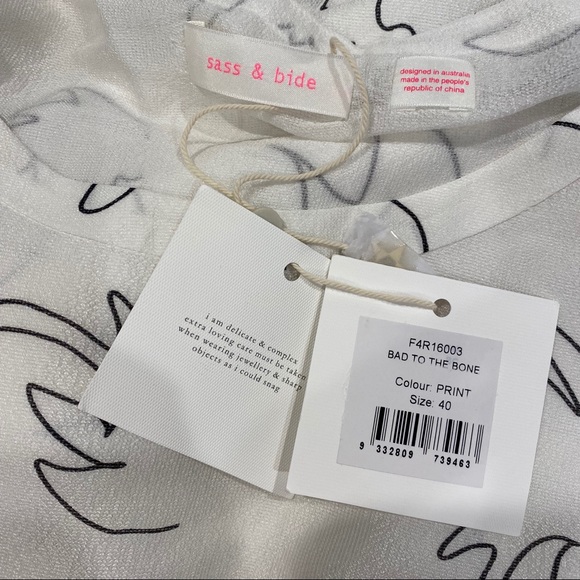 sass & bide
designed in australia
made in the people's
republic of china
i am delicate & complex
extra loving care must be taken
when wearing jewellery & sharp
objects as i could snag
F4R16003
BAD TO THE BONE
Colour: PRINT
Size: 40
9 332809 739463